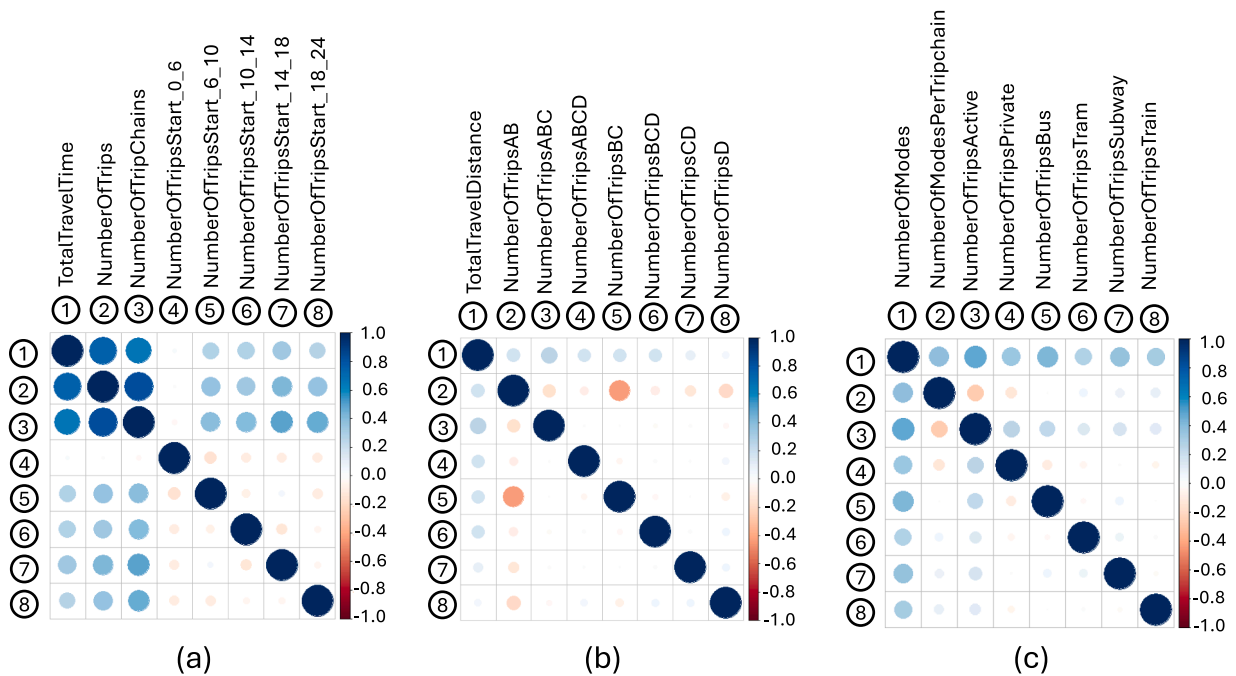 TotalTravelTime
NumberOfTrips
NumberOfTripChains
NumberOfTripsStart_0_6
NumberOfTripsStart_6_10
NumberOfTripsStart_10_14
NumberOfTripsStart_14_18
NumberOfTripsStart_18_24
1 2 3 4 5 6 7 8
1
2
3
4
5
6
7
8
1.0
0.8
0.6
0.4
0.2
0.0
-0.2
-0.4
-0.6
-0.8
-1.0
(a)
TotalTravelDistance
NumberOfTripsAB
NumberOfTripsABC
NumberOfTripsABCD
NumberOfTripsBC
NumberOfTripsBCD
NumberOfTripsCD
NumberOfTripsD
1 2 3 4 5 6 7 8
1
2
3
4
5
6
7
8
1.0
0.8
0.6
0.4
0.2
0.0
-0.2
-0.4
-0.6
-0.8
-1.0
(b)
NumberOfModes
NumberOfModesPerTripchain
NumberOfTripsActive
NumberOfTripsPrivate
NumberOfTripsBus
NumberOfTripsTram
NumberOfTripsSubway
NumberOfTripsTrain
1 2 3 4 5 6 7 8
1
2
3
4
5
6
7
8
1.0
0.8
0.6
0.4
0.2
0.0
-0.2
-0.4
-0.6
-0.8
-1.0
(c)